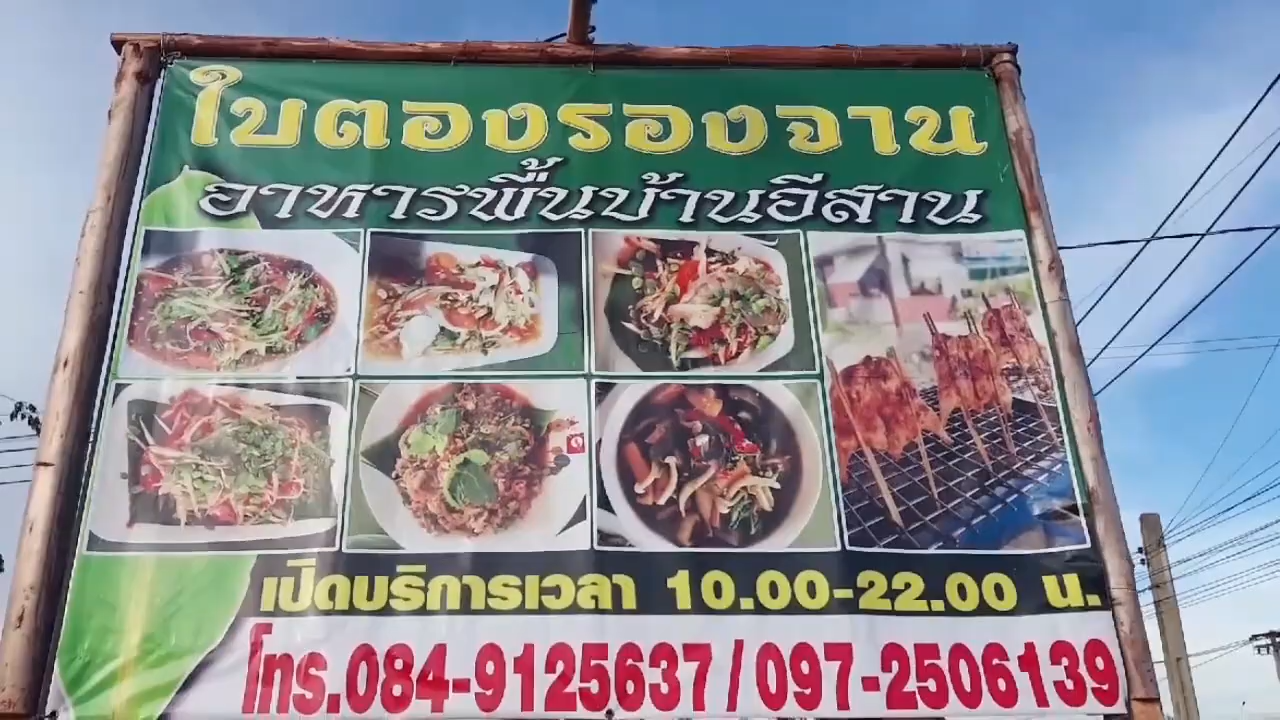 ใบตองรองจาน
อาหารพื้นบ้านอีสาน
เปิดบริการเวลา 10.00-22.00 น.
โทร.084-9125637/097-2506139